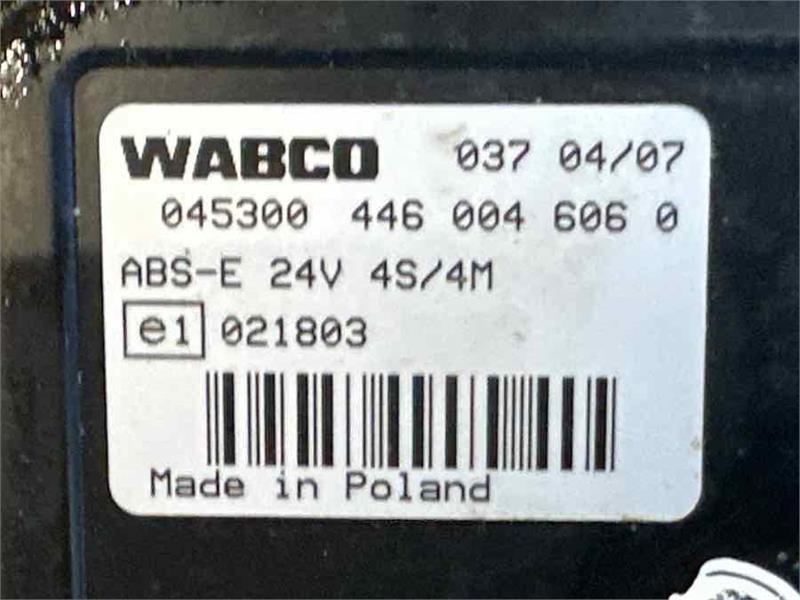 WABCO 037 04/07
045300 446 004 606 0
ABS-E 24V 4S/4M
e1 021803
Made in Poland